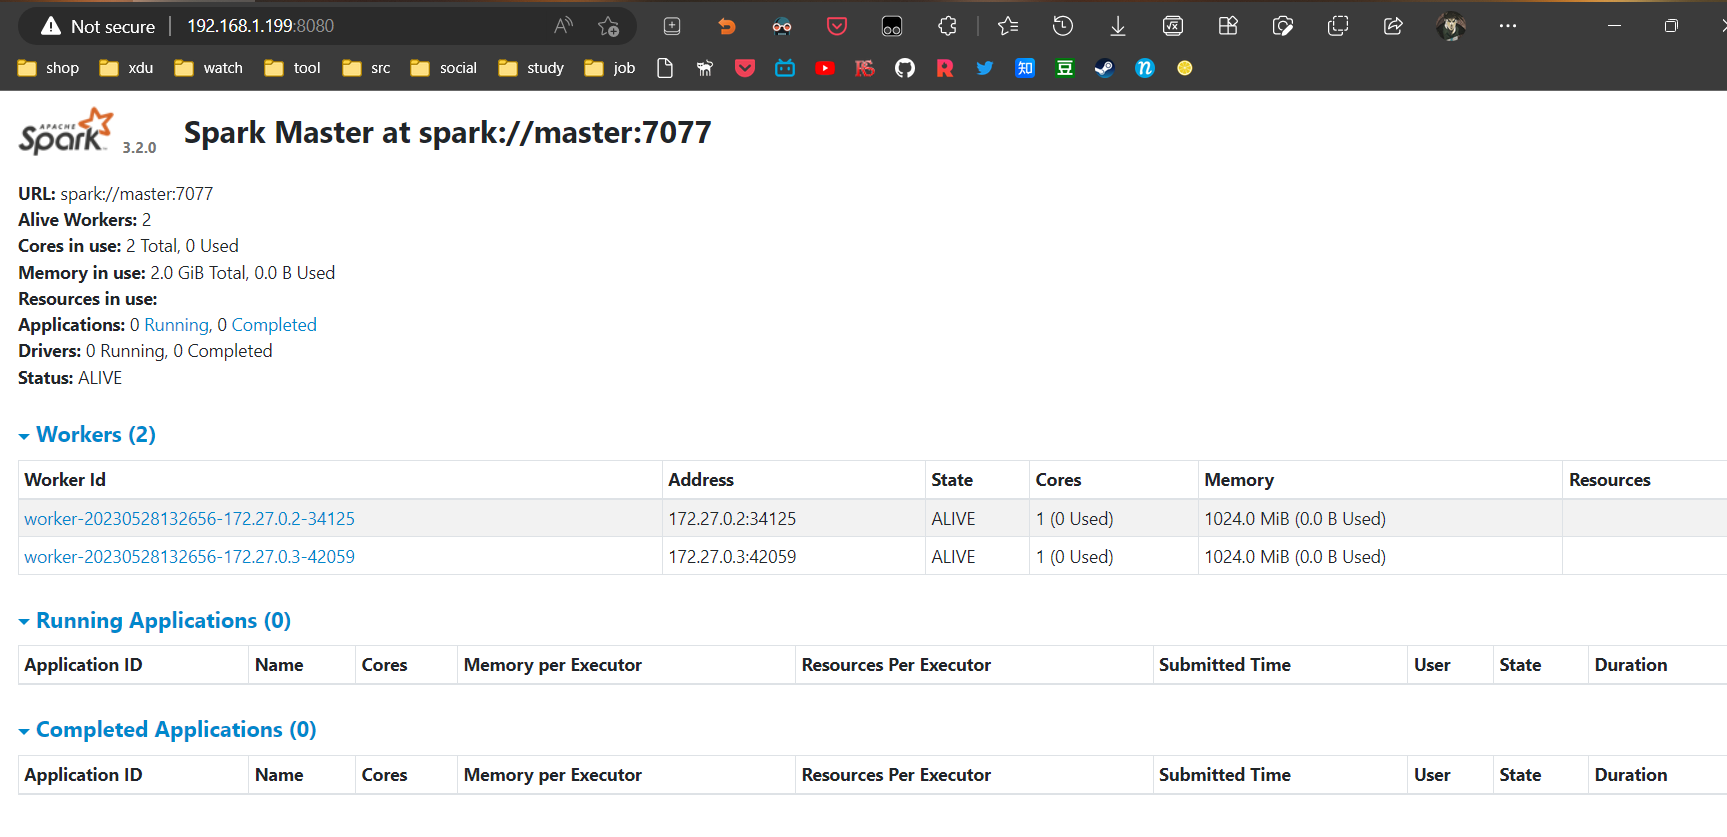 Not secure 192.168.1.199:8080
shop xdu watch tool src social study job 知 豆
APACHE Spark 3.2.0 Spark Master at spark://master:7077
URL: spark://master:7077
Alive Workers: 2
Cores in use: 2 Total, 0 Used
Memory in use: 2.0 GiB Total, 0.0 B Used
Resources in use:
Applications: 0 Running, 0 Completed
Drivers: 0 Running, 0 Completed
Status: ALIVE
Workers (2)
Worker Id Address State Cores Memory Resources
worker-20230528132656-172.27.0.2-34125 172.27.0.2:34125 ALIVE 1 (0 Used) 1024.0 MiB (0.0 B Used)
worker-20230528132656-172.27.0.3-42059 172.27.0.3:42059 ALIVE 1 (0 Used) 1024.0 MiB (0.0 B Used)
Running Applications (0)
Application ID Name Cores Memory per Executor Resources Per Executor Submitted Time User State Duration
Completed Applications (0)
Application ID Name Cores Memory per Executor Resources Per Executor Submitted Time User State Duration